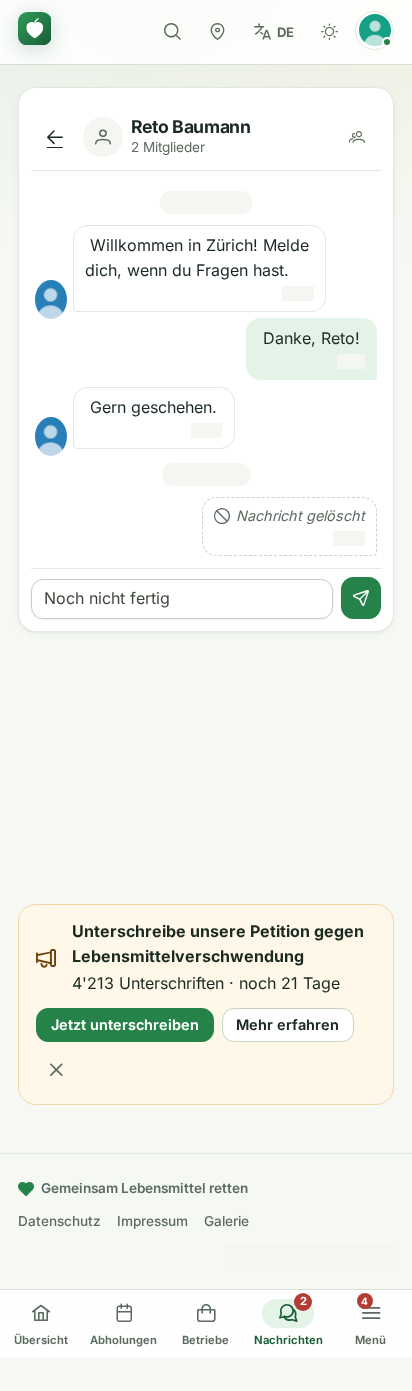 DE
Reto Baumann
2 Mitglieder
Willkommen in Zürich! Melde
dich, wenn du Fragen hast.
Danke, Reto!
Gern geschehen.
Nachricht gelöscht
Noch nicht fertig
Unterschreibe unsere Petition gegen
Lebensmittelverschwendung
4'213 Unterschriften · noch 21 Tage
Jetzt unterschreiben Mehr erfahren
Gemeinsam Lebensmittel retten
Datenschutz Impressum Galerie
2 4
Übersicht Abholungen Betriebe Nachrichten Menü